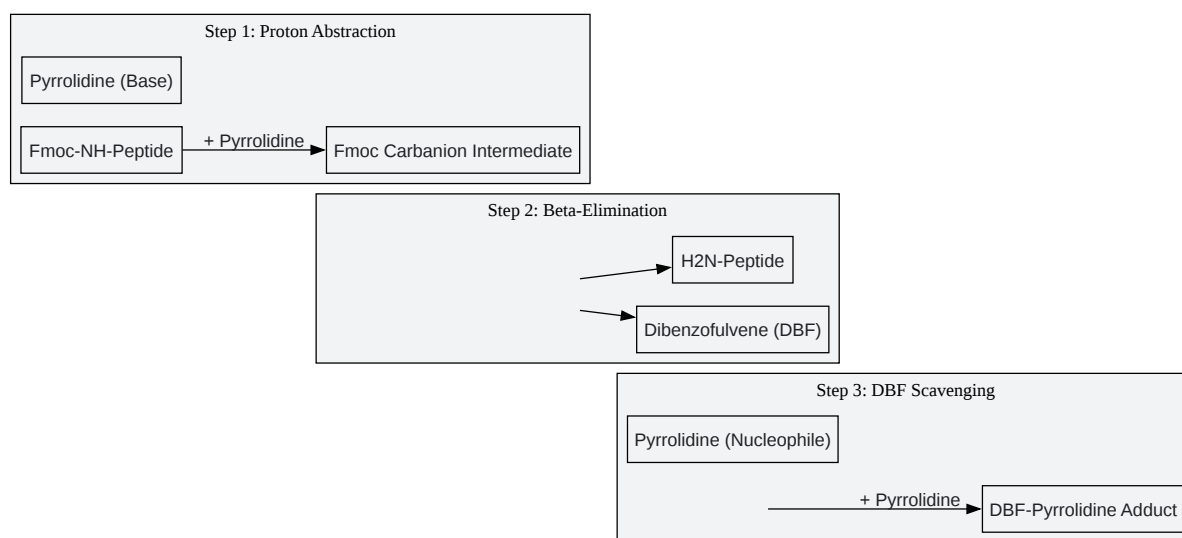 Step 1: Proton Abstraction
Pyrrolidine (Base)
Fmoc-NH-Peptide
+ Pyrrolidine
Fmoc Carbanion Intermediate
Step 2: Beta-Elimination
H2N-Peptide
Dibenzofulvene (DBF)
Step 3: DBF Scavenging
Pyrrolidine (Nucleophile)
+ Pyrrolidine
DBF-Pyrrolidine Adduct